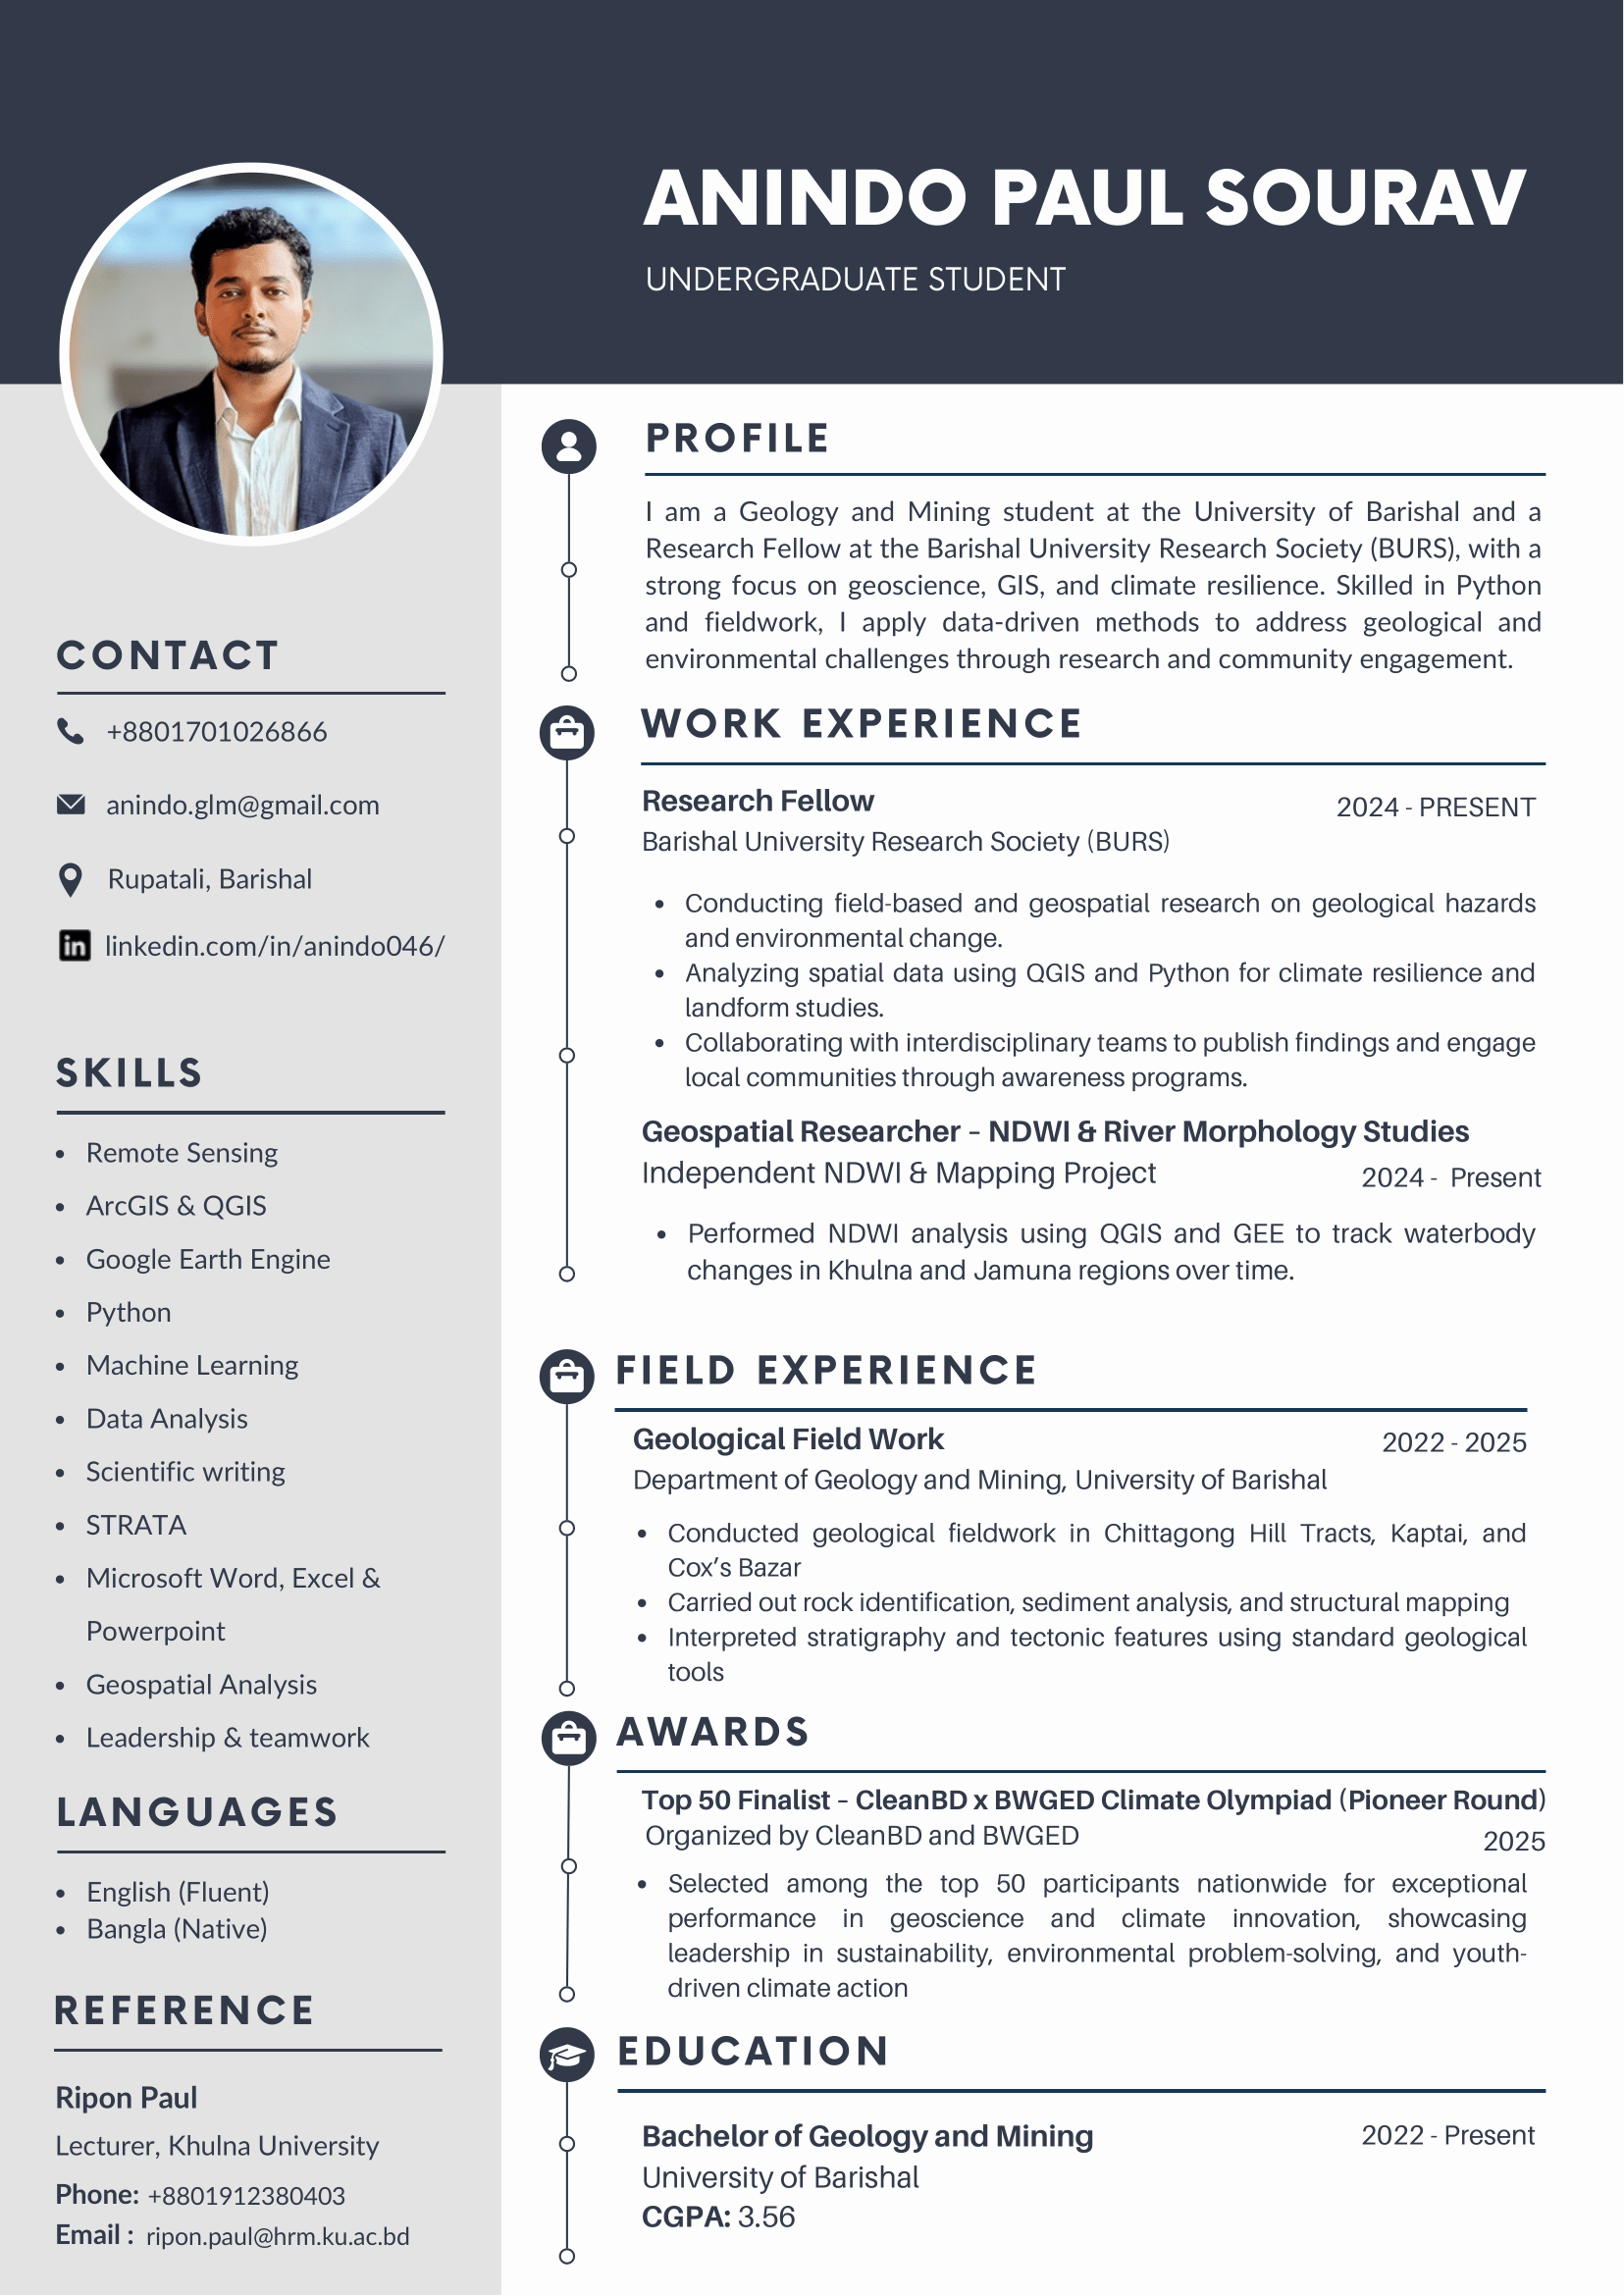 ANINDO PAUL SOURAV
UNDERGRADUATE STUDENT
CONTACT
+8801701026866
anindo.glm@gmail.com
Rupatali, Barishal
in linkedin.com/in/anindo046/
SKILLS
• Remote Sensing
• ArcGIS & QGIS
• Google Earth Engine
• Python
• Machine Learning
• Data Analysis
• Scientific writing
• STRATA
• Microsoft Word, Excel &
Powerpoint
• Geospatial Analysis
• Leadership & teamwork
LANGUAGES
• English (Fluent)
• Bangla (Native)
REFERENCE
Ripon Paul
Lecturer, Khulna University
Phone: +8801912380403
Email : ripon.paul@hrm.ku.ac.bd
PROFILE
I am a Geology and Mining student at the University of Barishal and a
Research Fellow at the Barishal University Research Society (BURS), with a
strong focus on geoscience, GIS, and climate resilience. Skilled in Python
and fieldwork, I apply data-driven methods to address geological and
environmental challenges through research and community engagement.
WORK EXPERIENCE
Research Fellow 2024 - PRESENT
Barishal University Research Society (BURS)
• Conducting field-based and geospatial research on geological hazards
and environmental change.
• Analyzing spatial data using QGIS and Python for climate resilience and
landform studies.
• Collaborating with interdisciplinary teams to publish findings and engage
local communities through awareness programs.
Geospatial Researcher – NDWI & River Morphology Studies
Independent NDWI & Mapping Project 2024 - Present
• Performed NDWI analysis using QGIS and GEE to track waterbody
changes in Khulna and Jamuna regions over time.
FIELD EXPERIENCE
Geological Field Work 2022 - 2025
Department of Geology and Mining, University of Barishal
• Conducted geological fieldwork in Chittagong Hill Tracts, Kaptai, and
Cox’s Bazar
• Carried out rock identification, sediment analysis, and structural mapping
• Interpreted stratigraphy and tectonic features using standard geological
tools
AWARDS
Top 50 Finalist – CleanBD x BWGED Climate Olympiad (Pioneer Round)
Organized by CleanBD and BWGED 2025
• Selected among the top 50 participants nationwide for exceptional
performance in geoscience and climate innovation, showcasing
leadership in sustainability, environmental problem-solving, and youth-
driven climate action
EDUCATION
Bachelor of Geology and Mining 2022 - Present
University of Barishal
CGPA: 3.56